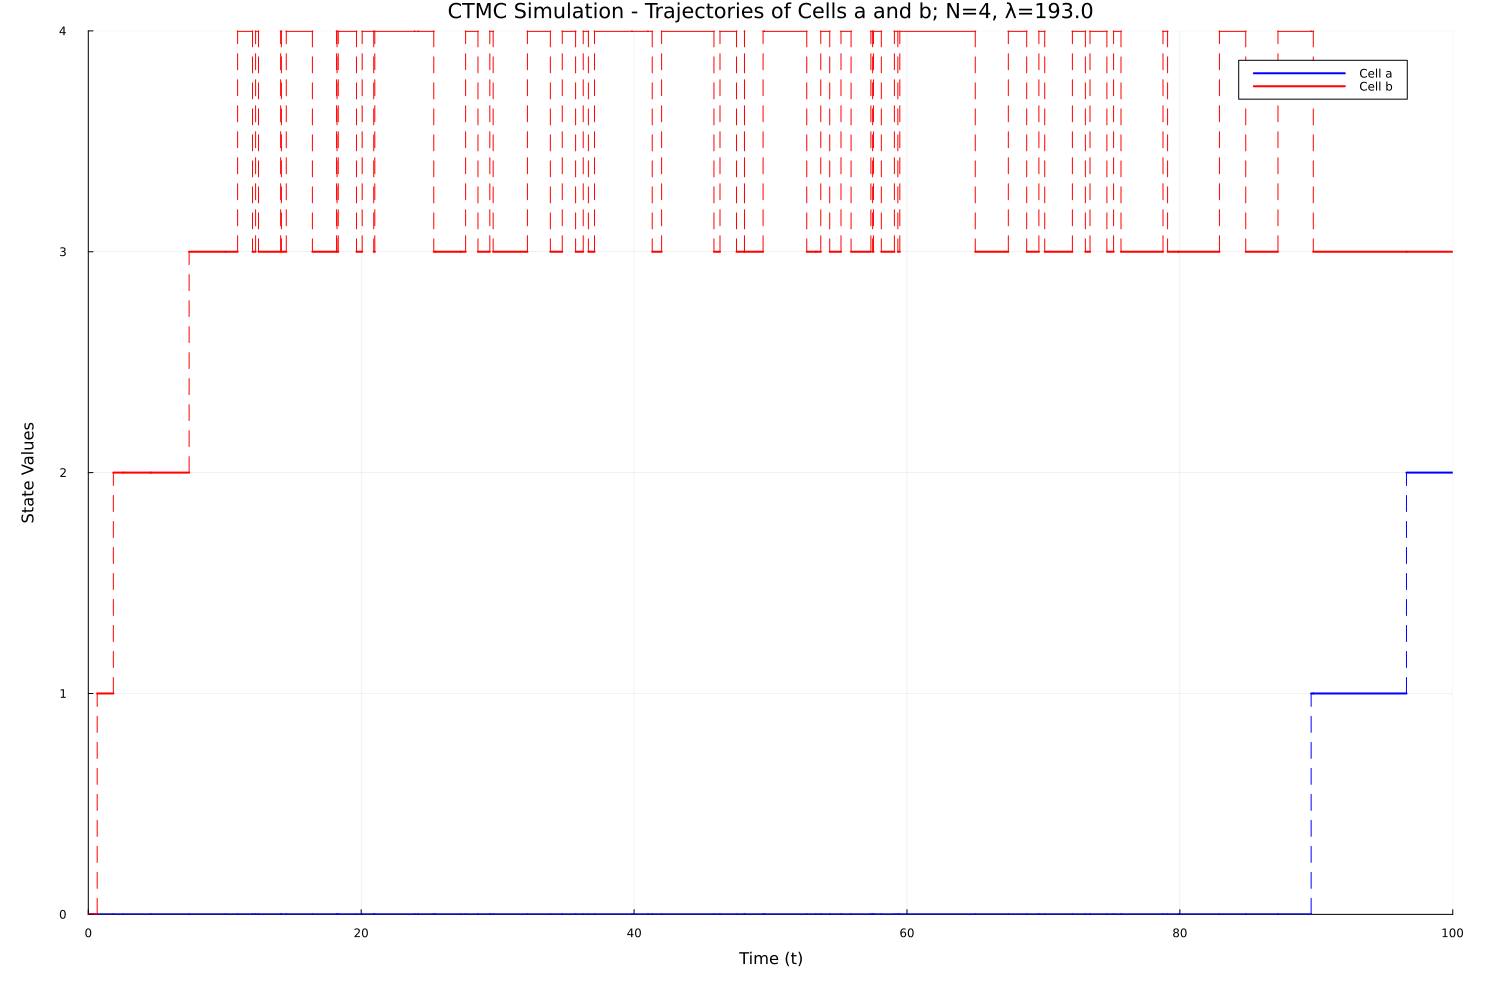 CTMC Simulation - Trajectories of Cells a and b; N=4, λ=193.0
4
Cell a
Cell b
3
State Values
2
1
0
0 20 40 60 80 100
Time (t)